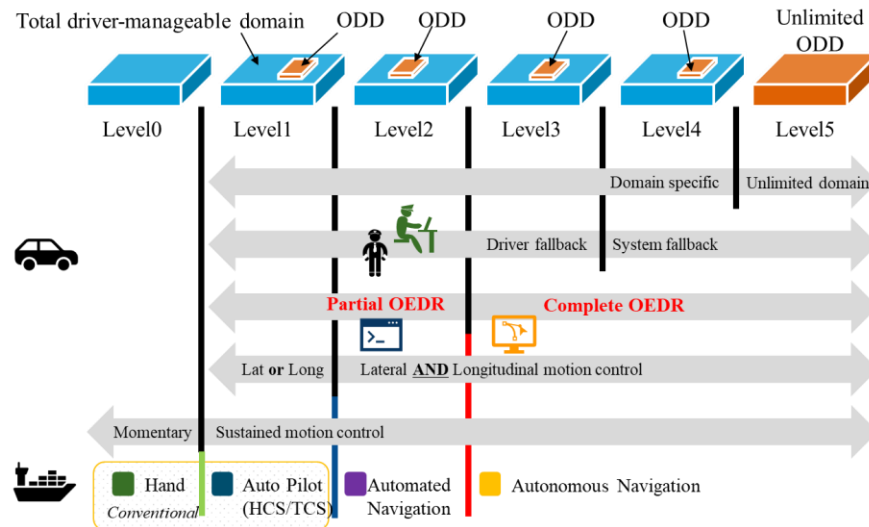 Total driver-manageable domain
ODD
ODD
ODD
ODD
Unlimited
ODD
Level0
Level1
Level2
Level3
Level4
Level5
Domain specific
Unlimited domain
Driver fallback
System fallback
Partial OEDR
Complete OEDR
Lat or Long
Lateral AND Longitudinal motion control
Momentary
Sustained motion control
Hand
Conventional
Auto Pilot
(HCS/TCS)
Automated
Navigation
Autonomous Navigation